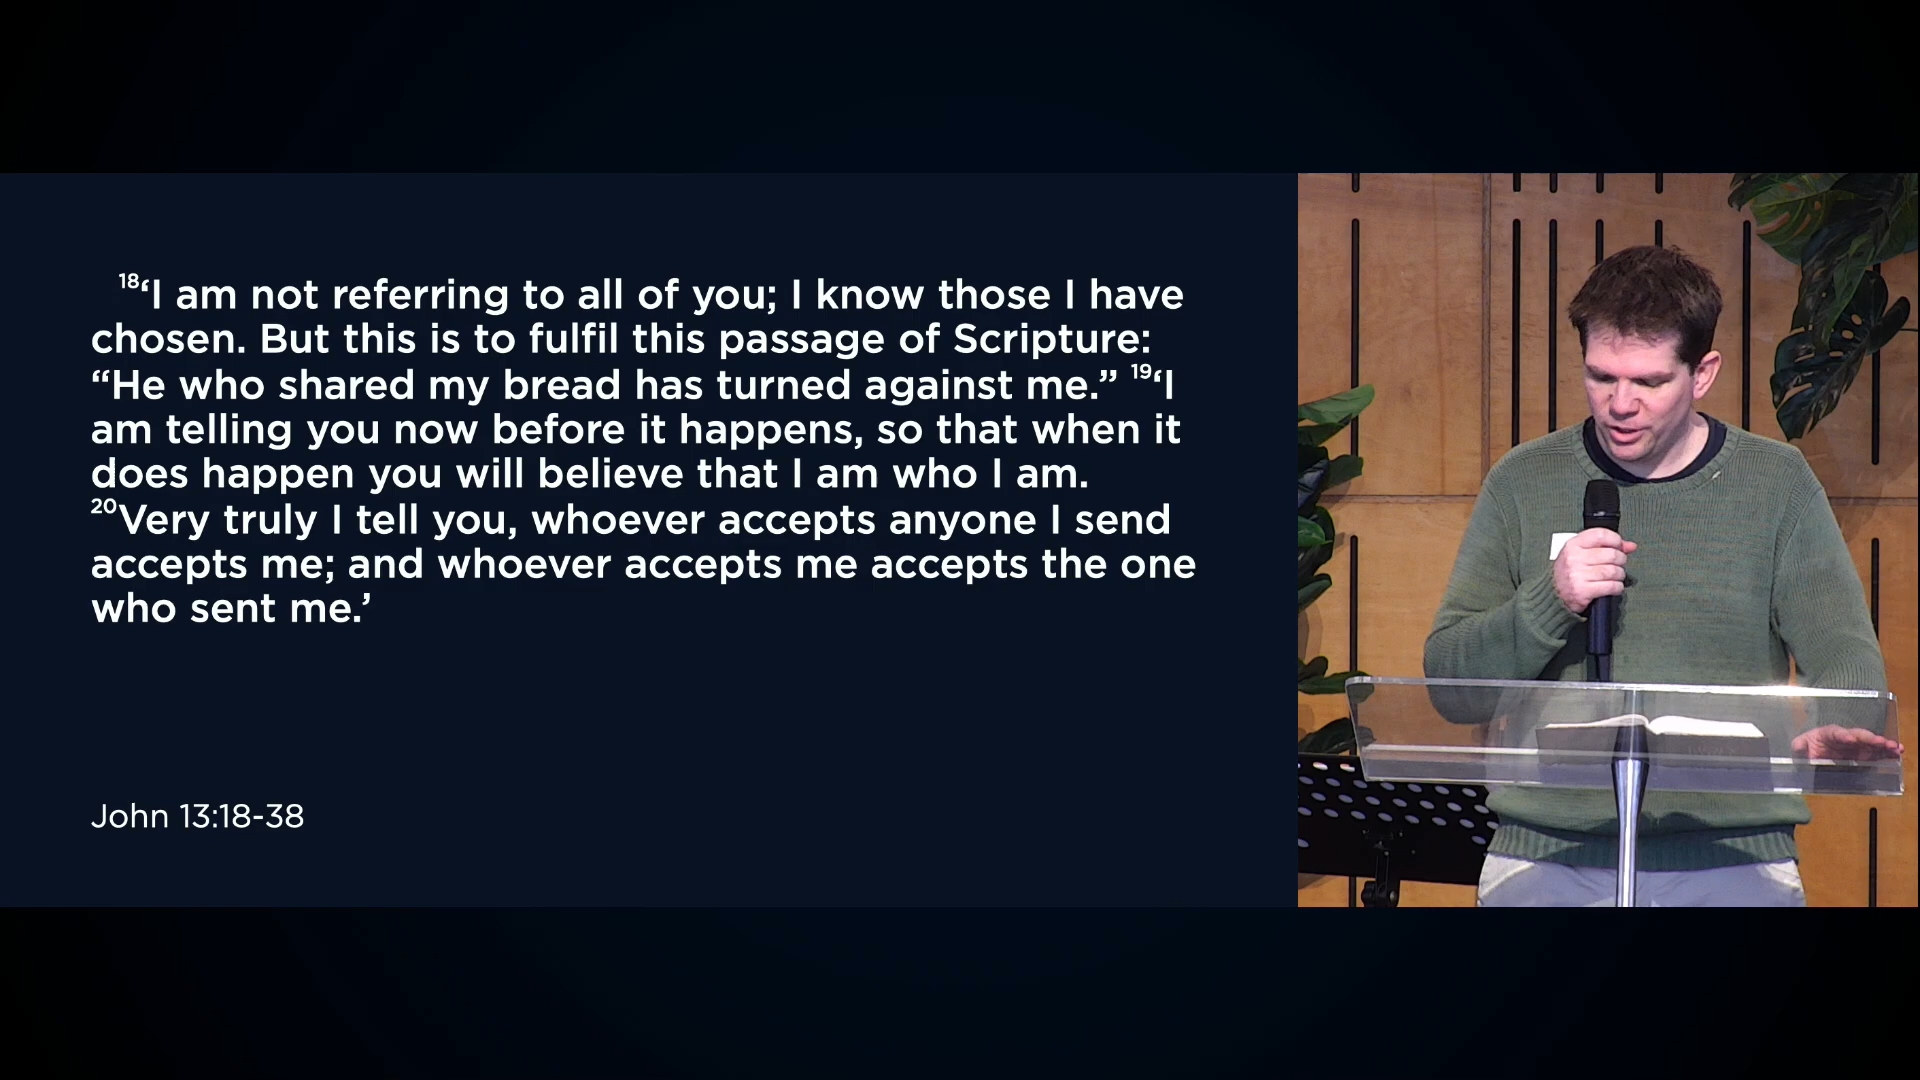 18‘I am not referring to all of you; I know those I have
chosen. But this is to fulfil this passage of Scripture:
“He who shared my bread has turned against me.” 19‘I
am telling you now before it happens, so that when it
does happen you will believe that I am who I am.
20Very truly I tell you, whoever accepts anyone I send
accepts me; and whoever accepts me accepts the one
who sent me.’
John 13:18-38